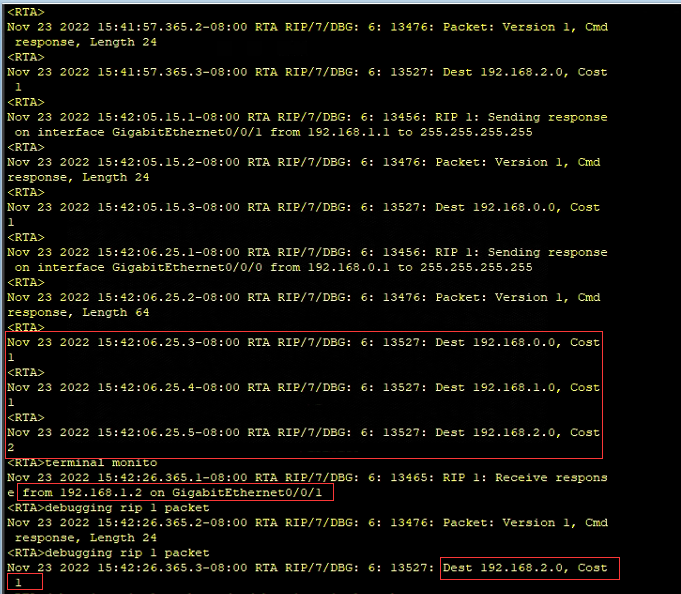 <RTA>
Nov 23 2022 15:41:57.365.2-08:00 RTA RIP/7/DBG: 6: 13476: Packet: Version 1, Cmd
response, Length 24
<RTA>
Nov 23 2022 15:41:57.365.3-08:00 RTA RIP/7/DBG: 6: 13527: Dest 192.168.2.0, Cost
1
<RTA>
Nov 23 2022 15:42:05.15.1-08:00 RTA RIP/7/DBG: 6: 13456: RIP 1: Sending response
on interface GigabitEthernet0/0/1 from 192.168.1.1 to 255.255.255.255
<RTA>
Nov 23 2022 15:42:05.15.2-08:00 RTA RIP/7/DBG: 6: 13476: Packet: Version 1, Cmd
response, Length 24
<RTA>
Nov 23 2022 15:42:05.15.3-08:00 RTA RIP/7/DBG: 6: 13527: Dest 192.168.0.0, Cost
1
<RTA>
Nov 23 2022 15:42:06.25.1-08:00 RTA RIP/7/DBG: 6: 13456: RIP 1: Sending response
on interface GigabitEthernet0/0/0 from 192.168.0.1 to 255.255.255.255
<RTA>
Nov 23 2022 15:42:06.25.2-08:00 RTA RIP/7/DBG: 6: 13476: Packet: Version 1, Cmd
response, Length 64
<RTA>
Nov 23 2022 15:42:06.25.3-08:00 RTA RIP/7/DBG: 6: 13527: Dest 192.168.0.0, Cost
1
<RTA>
Nov 23 2022 15:42:06.25.4-08:00 RTA RIP/7/DBG: 6: 13527: Dest 192.168.1.0, Cost
1
<RTA>
Nov 23 2022 15:42:06.25.5-08:00 RTA RIP/7/DBG: 6: 13527: Dest 192.168.2.0, Cost
2
<RTA>terminal monito
Nov 23 2022 15:42:26.365.1-08:00 RTA RIP/7/DBG: 6: 13465: RIP 1: Receive respons
e from 192.168.1.2 on GigabitEthernet0/0/1
<RTA>debugging rip 1 packet
Nov 23 2022 15:42:26.365.2-08:00 RTA RIP/7/DBG: 6: 13476: Packet: Version 1, Cmd
response, Length 24
<RTA>debugging rip 1 packet
Nov 23 2022 15:42:26.365.3-08:00 RTA RIP/7/DBG: 6: 13527: Dest 192.168.2.0, Cost
1